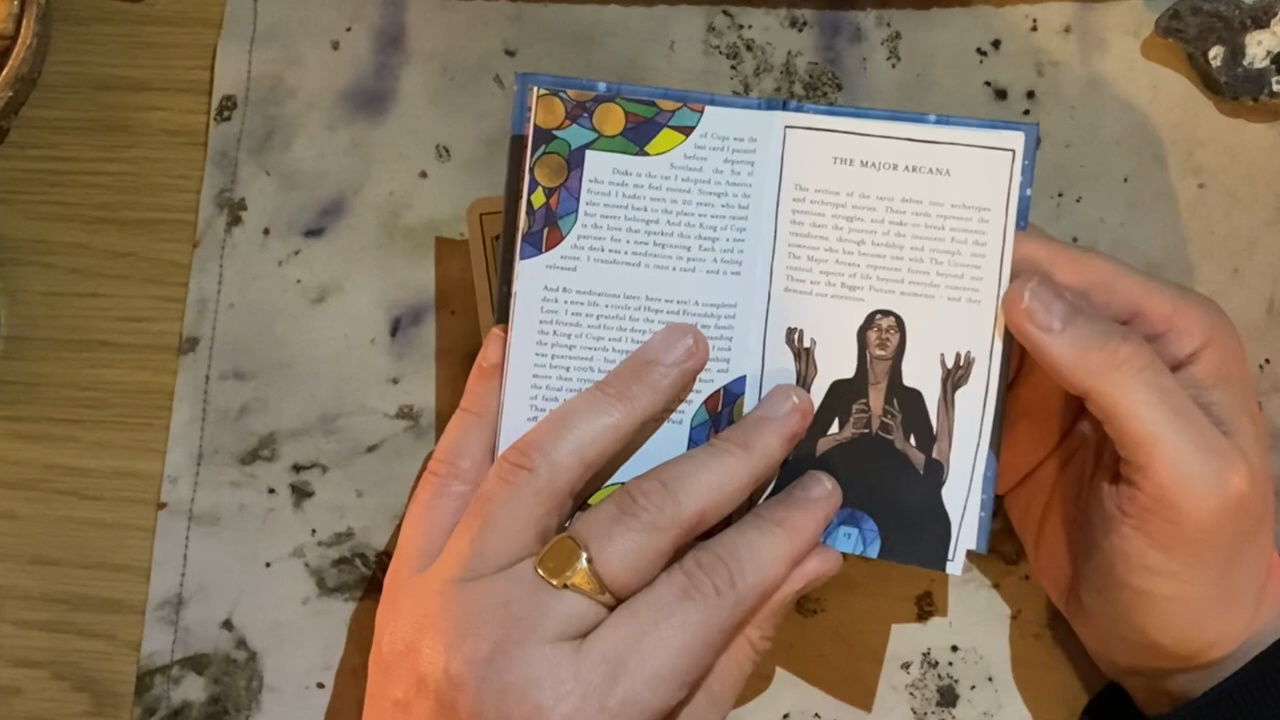 of Cups was the
last card I painted
before departing
Scotland, the Six of
Disks is the cat I adopted in America
who made me feel rooted; Strength is the
friend I hadn't seen in 20 years, who had
also moved back to the place we were raised
but never belonged. And the King of Cups
is the love that sparked this change: a new
partner for a new beginning. Each card in
this deck was a meditation in paint. A feeling
arose, I transformed it into a card - and it was
released
And 80 meditations later, here we are! A completed
deck, a new life, a circle of Hope and Friendship and
Love. I am so grateful for the my family
and friends, and for the deep
the King of Cups and I I took
the plunge towards
was guaranteed - but and
not being 100%
more than
the final card
of faith
That
THE MAJOR ARCANA
This section of the tarot delves into archetypes
and archetypal stories. These cards represent the
questions, struggles, and make-or-break moments;
they chart the journey of the innocent Fool that
transforms, through hardship and triumph, into
someone who has become one with The Universe.
The Major Arcana represent forces beyond our
control, aspects of life beyond everyday concerns.
These are the Bigger Picture moments - and they
demand our attention.